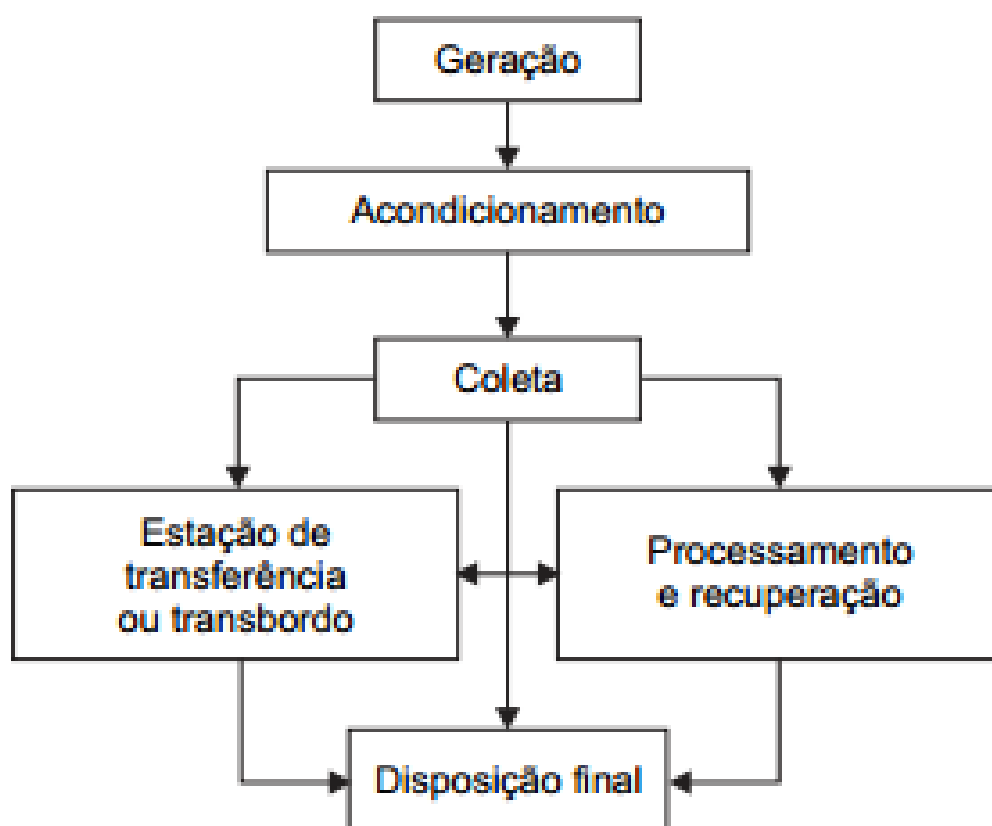 Geração
Acondicionamento
Coleta
Estação de
transferência
ou transbordo
Processamento
e recuperação
Disposição final